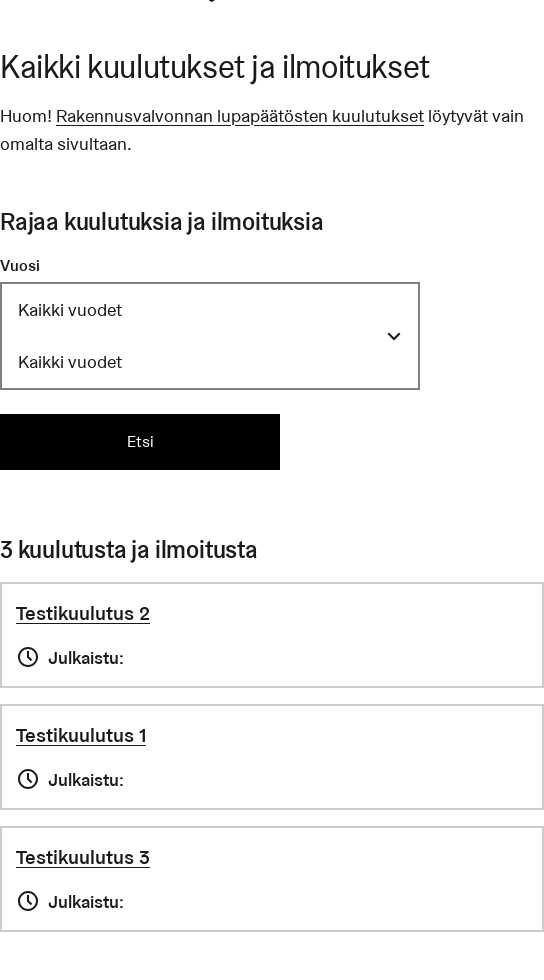 Kaikki kuulutukset ja ilmoitukset
Huom! Rakennusvalvonnan lupapäätösten kuulutukset löytyvät vain
omalta sivultaan.
Rajaa kuulutuksia ja ilmoituksia
Vuosi
Kaikki vuodet
Kaikki vuodet
Etsi
3 kuulutusta ja ilmoitusta
Testikuulutus 2
Julkaistu:
Testikuulutus 1
Julkaistu:
Testikuulutus 3
Julkaistu: